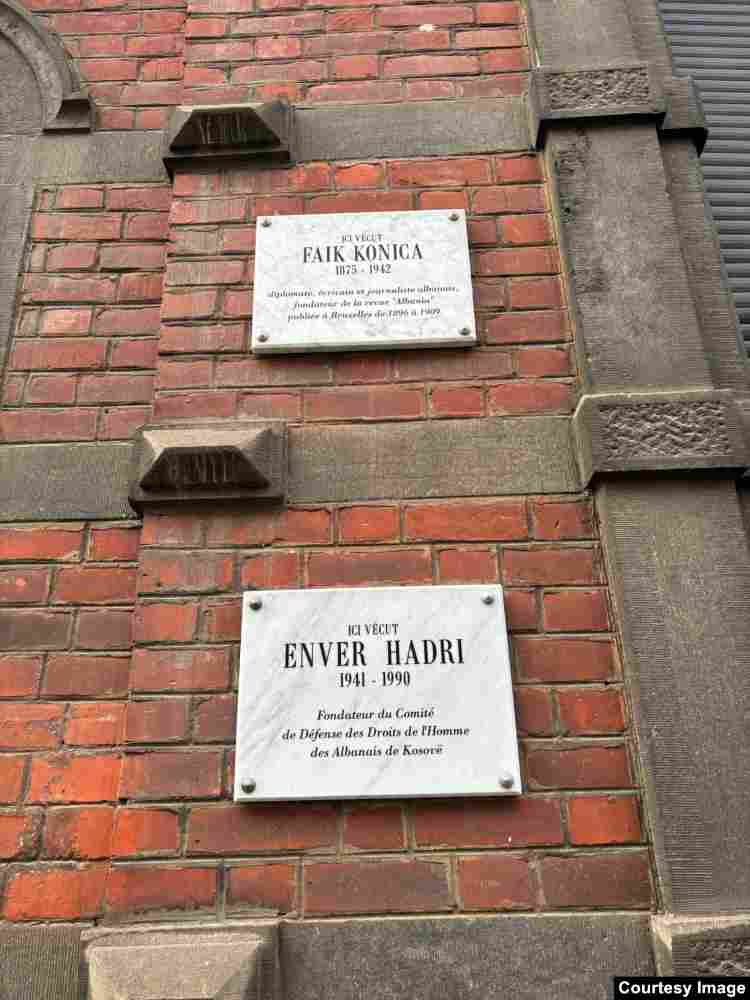 ICI VÉCUT
FAIK KONICA
1875 - 1942
diplomate, écrivain et journaliste albanais,
fondateur de la revue "Albania"
publiée à Bruxelles de 1896 à 1909
ICI VÉCUT
ENVER HADRI
1941 - 1990
Fondateur du Comité
de Défense des Droits de l'Homme
des Albanais de Kosovë
Courtesy Image